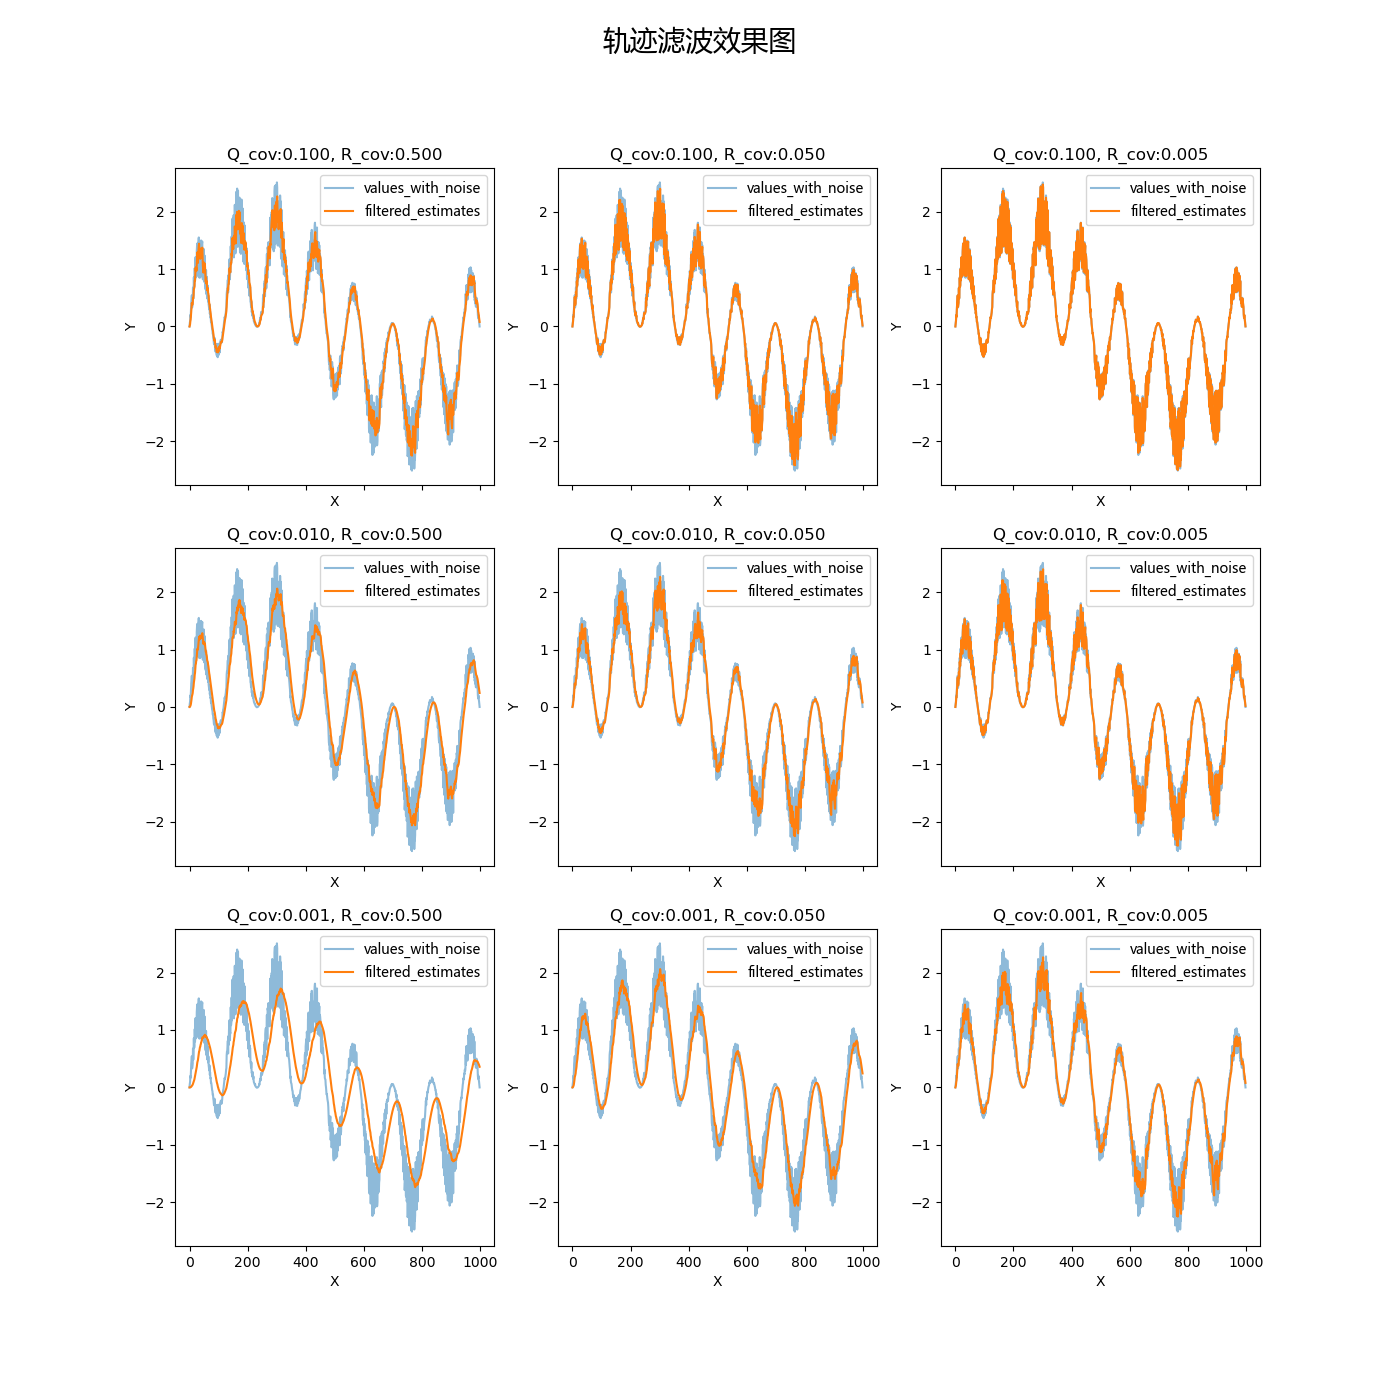 轨迹滤波效果图
Q_cov:0.100, R_cov:0.500
values_with_noise
filtered_estimates
2
1
0
−1
−2
Y
X
Q_cov:0.100, R_cov:0.050
values_with_noise
filtered_estimates
2
1
0
−1
−2
Y
X
Q_cov:0.100, R_cov:0.005
values_with_noise
filtered_estimates
2
1
0
−1
−2
Y
X
Q_cov:0.010, R_cov:0.500
values_with_noise
filtered_estimates
2
1
0
−1
−2
Y
X
Q_cov:0.010, R_cov:0.050
values_with_noise
filtered_estimates
2
1
0
−1
−2
Y
X
Q_cov:0.010, R_cov:0.005
values_with_noise
filtered_estimates
2
1
0
−1
−2
Y
X
Q_cov:0.001, R_cov:0.500
values_with_noise
filtered_estimates
2
1
0
−1
−2
Y
0 200 400 600 800 1000
X
Q_cov:0.001, R_cov:0.050
values_with_noise
filtered_estimates
2
1
0
−1
−2
Y
0 200 400 600 800 1000
X
Q_cov:0.001, R_cov:0.005
values_with_noise
filtered_estimates
2
1
0
−1
−2
Y
0 200 400 600 800 1000
X